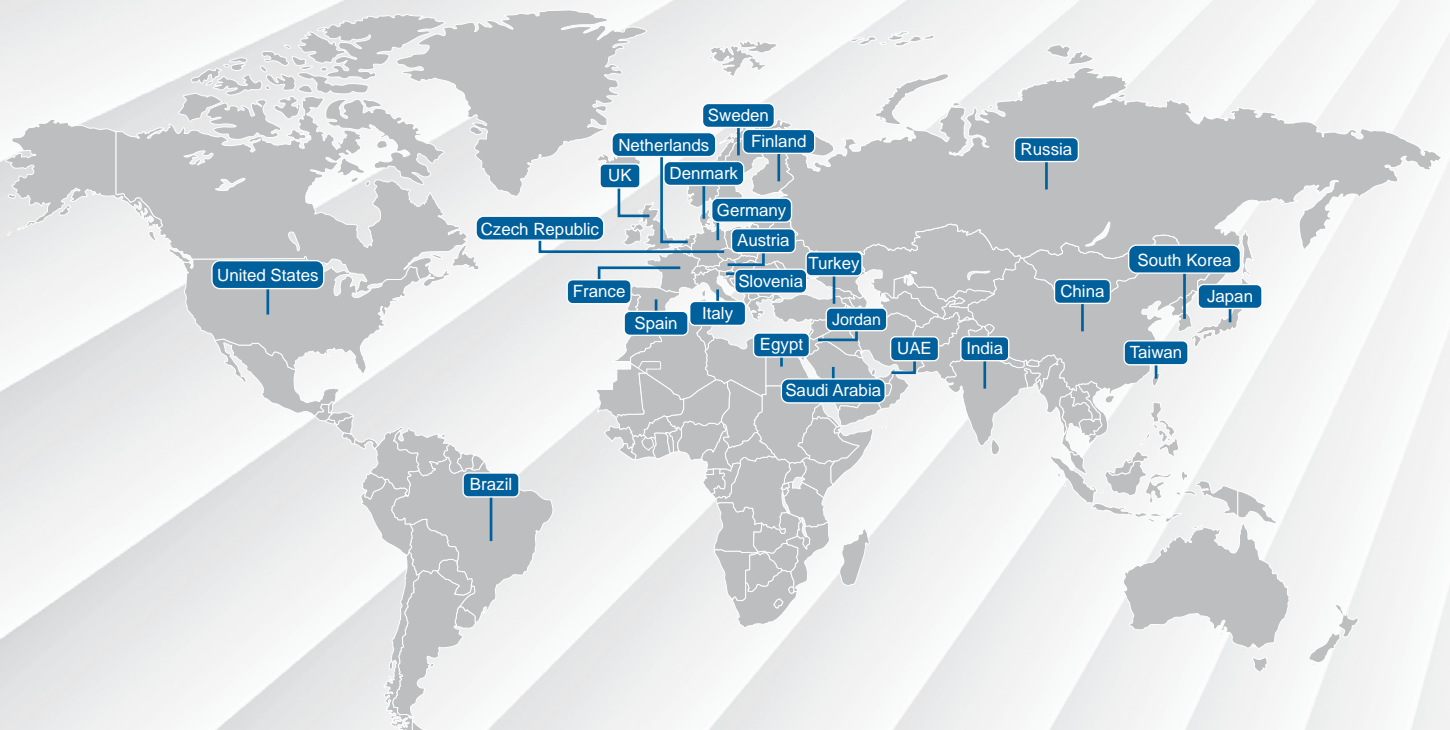 Sweden
Netherlands
Finland
Russia
UK
Denmark
Germany
Czech Republic
Austria
South Korea
United States
Turkey
Slovenia
France
China
Japan
Italy
Spain
Jordan
Egypt
UAE
India
Taiwan
Saudi Arabia
Brazil